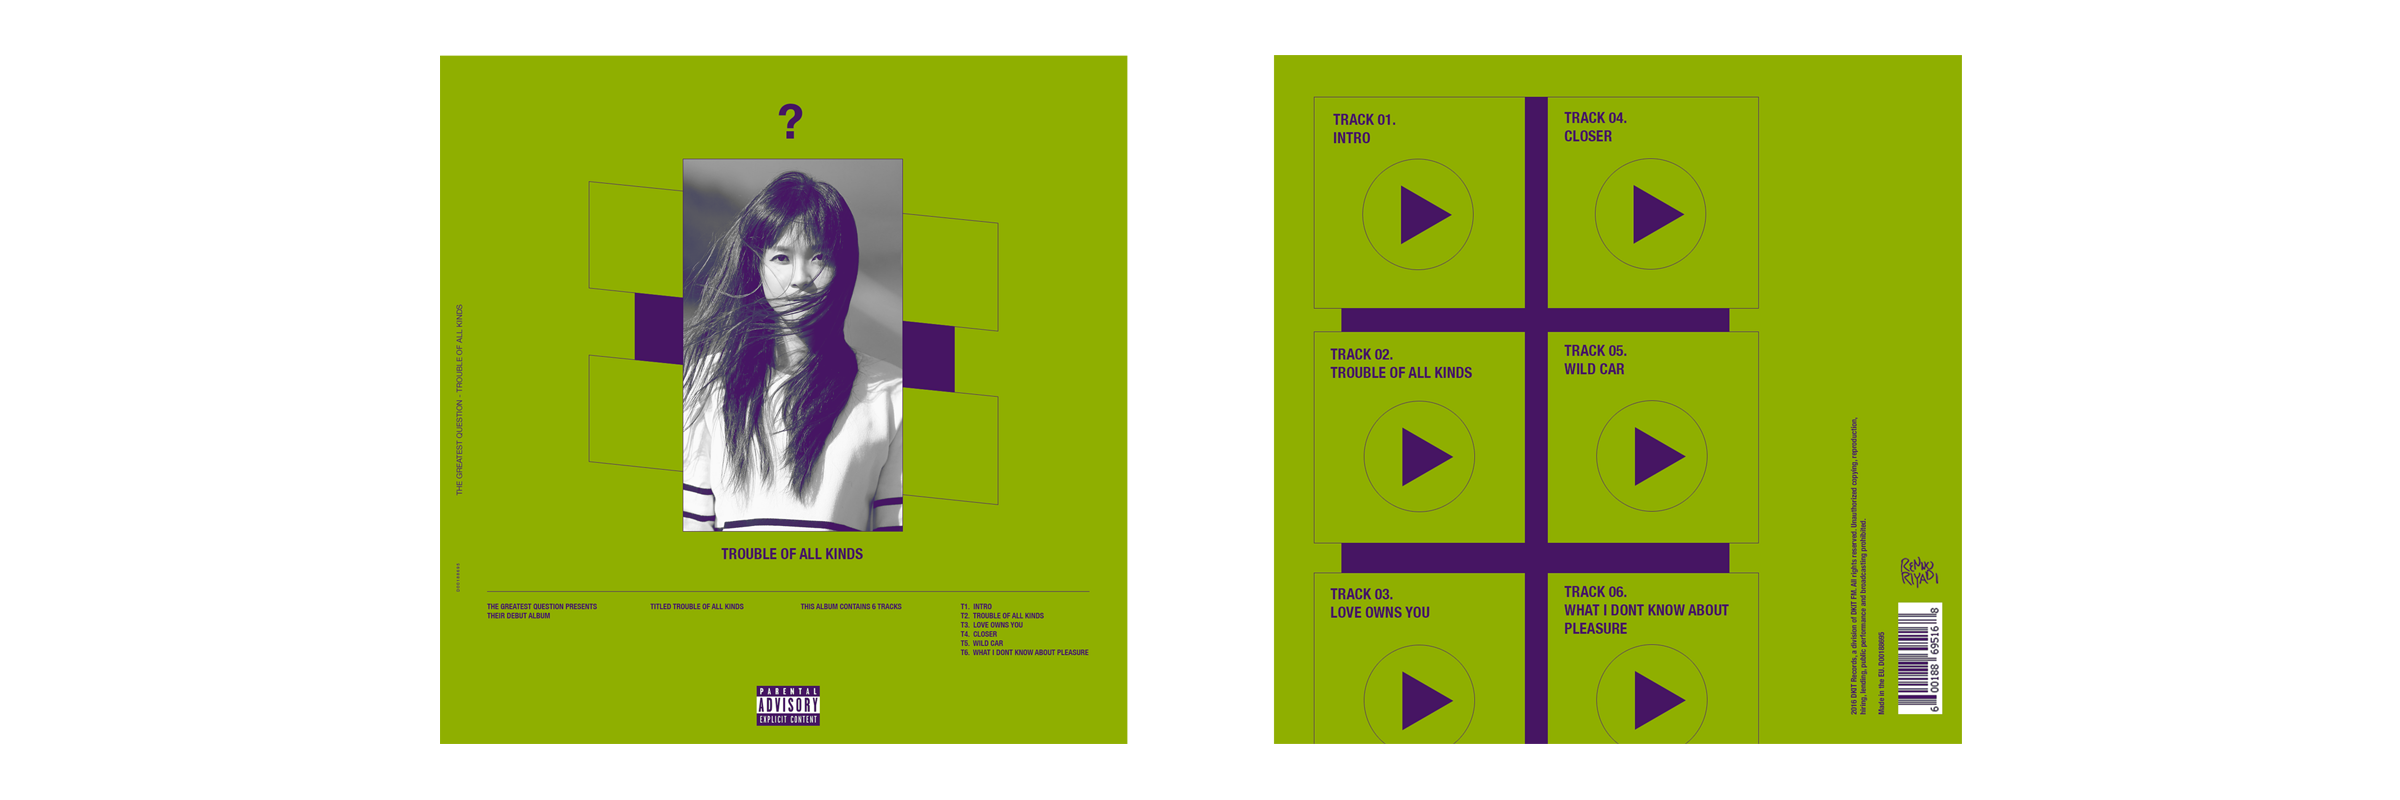 ?
TROUBLE OF ALL KINDS
THE GREATEST QUESTION - TROUBLE OF ALL KINDS
THE GREATEST QUESTION PRESENTS
THEIR DEBUT ALBUM
TITLED TROUBLE OF ALL KINDS
THIS ALBUM CONTAINS 6 TRACKS
T1. INTRO
T2. TROUBLE OF ALL KINDS
T3. LOVE OWNS YOU
T4. CLOSER
T5. WILD CAR
T6. WHAT I DONT KNOW ABOUT PLEASURE
PARENTAL
ADVISORY
EXPLICIT CONTENT
TRACK 01.
INTRO
TRACK 02.
TROUBLE OF ALL KINDS
TRACK 03.
LOVE OWNS YOU
TRACK 04.
CLOSER
TRACK 05.
WILD CAR
TRACK 06.
WHAT I DONT KNOW ABOUT
PLEASURE
2016 DKIT Records, a division of DKIT FM. All rights reserved. Unauthorized copying, reproduction,
hiring, lending, public performance and broadcasting prohibited.
Made in the EU. D00188695
RENDO
RIYADI
6 00188 69516 8